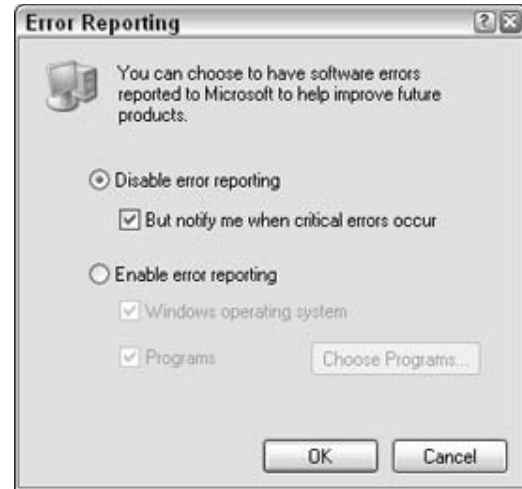 Error Reporting
You can choose to have software errors
reported to Microsoft to help improve future
products.
Disable error reporting
But notify me when critical errors occur
Enable error reporting
Windows operating system
Programs
Choose Programs...
OK
Cancel